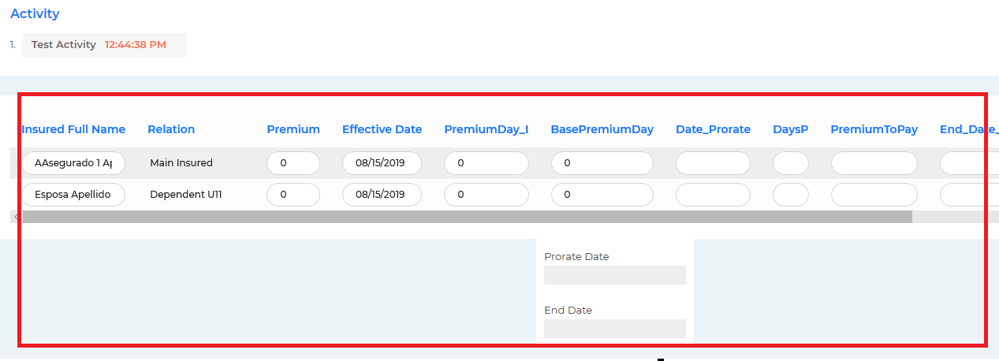 Activity
1. Test Activity 12:44:38 PM
Insured Full Name Relation Premium Effective Date PremiumDay_I BasePremiumDay Date_Prorate DaysP PremiumToPay End_Date_
AAsegurado 1 Main Insured 0 08/15/2019 0 0
Esposa Apellido Dependent U11 0 08/15/2019 0 0
Prorate Date
End Date